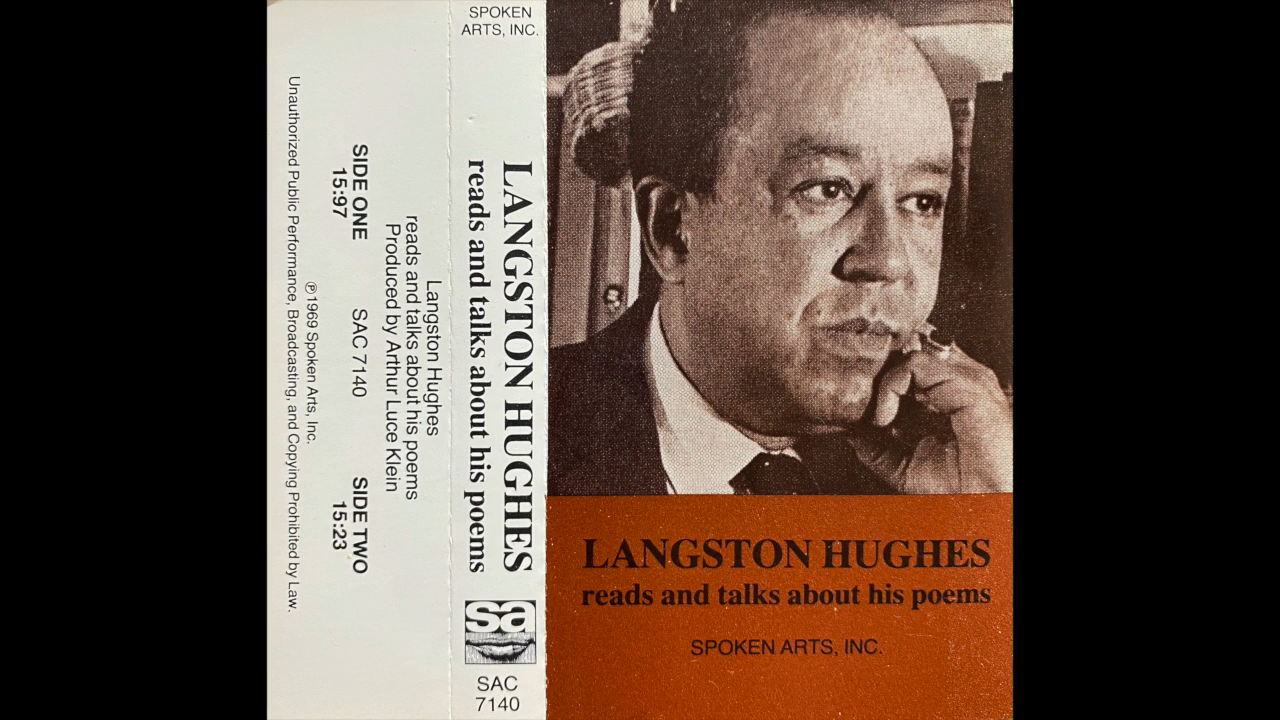 SPOKEN
ARTS, INC.
LANGSTON HUGHES
reads and talks about his poems
sa
SAC
7140
Langston Hughes
reads and talks about his poems
Produced by Arthur Luce Klein
SIDE ONE
15:97
SAC 7140
SIDE TWO
15:23
℗1969 Spoken Arts, Inc.
Unauthorized Public Performance, Broadcasting, and Copying Prohibited by Law.
LANGSTON HUGHES
reads and talks about his poems
SPOKEN ARTS, INC.